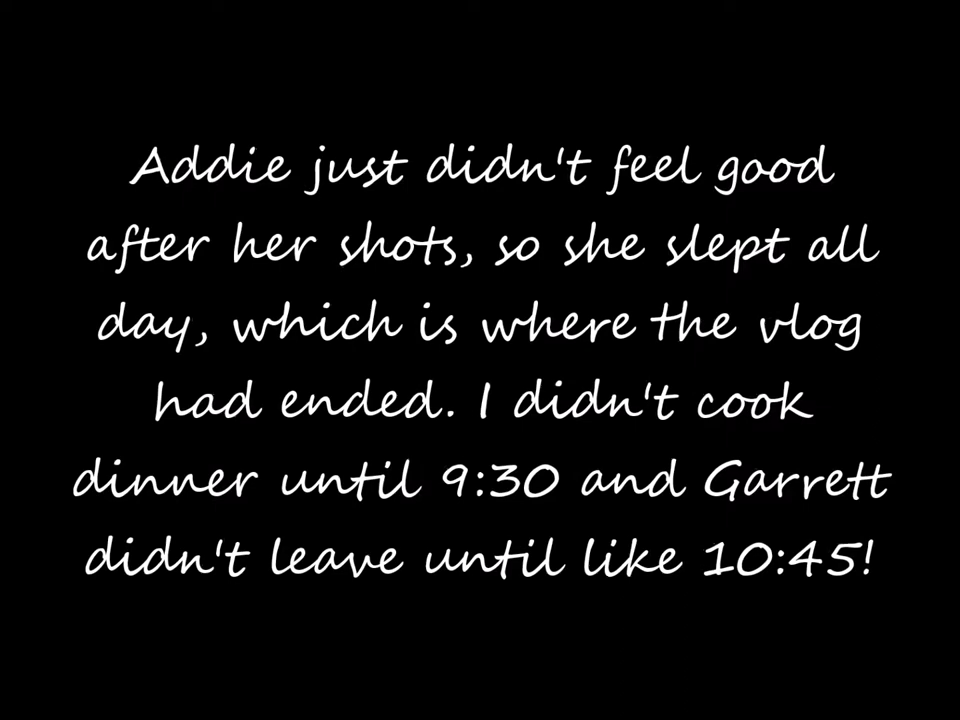 Addie just didn't feel good
after her shots, so she slept all
day, which is where the vlog
had ended. I didn't cook
dinner until 9:30 and Garrett
didn't leave until like 10:45!